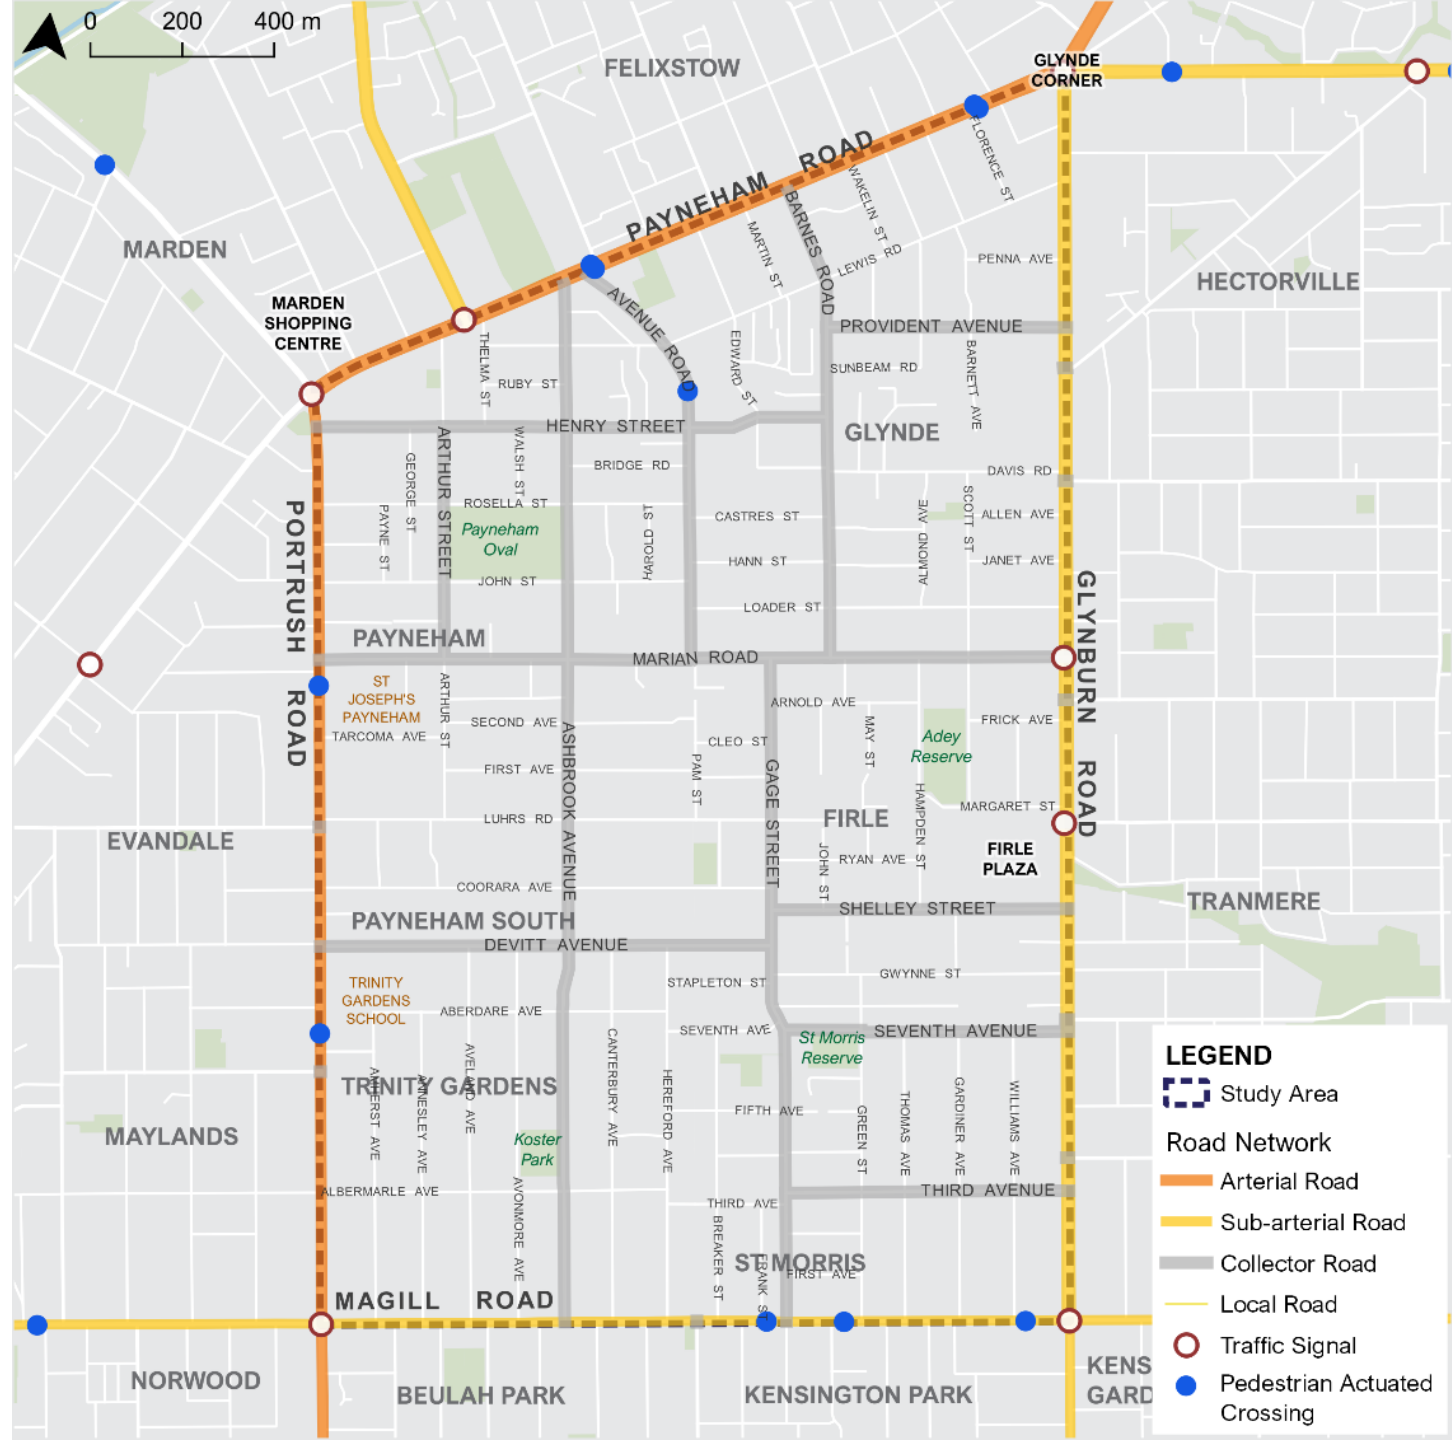 0 200 400 m
FELIXSTOW
GLYNDE
CORNER
MARDEN
PAYNEHAM ROAD
FLORENCE ST
WAKELIN ST
BARNES ROAD
MARTIN ST
LEWIS RD
PENNA AVE
HECTORVILLE
MARDEN
SHOPPING
CENTRE
AVENUE ROAD
PROVIDENT AVENUE
THELMA ST
RUBY ST
EDWARD ST
SUNBEAM RD
BARNETT AVE
HENRY STREET
GLYNDE
ARTHUR STREET
WALSH ST
GEORGE ST
BRIDGE RD
DAVIS RD
PORTRUSH ROAD
PAYNE ST
ROSELLA ST
Payneham
Oval
HAROLD ST
CASTRES ST
ALMOND AVE
SCOTT ST
ALLEN AVE
HANN ST
JANET AVE
JOHN ST
LOADER ST
GLYNBURN ROAD
PAYNEHAM
MARIAN ROAD
ST
JOSEPH'S
PAYNEHAM
TARCOMA AVE
ARTHUR ST
SECOND AVE
ARNOLD AVE
MAY ST
FRICK AVE
Adey
Reserve
CLEO ST
FIRST AVE
PAM ST
GAGE STREET
ASHBROOK AVENUE
HAMPDEN ST
MARGARET ST
LUHRS RD
FIRLE
EVANDALE
JOHN ST
RYAN AVE
FIRLE
PLAZA
COORARA AVE
TRANMERE
PAYNEHAM SOUTH
SHELLEY STREET
DEVITT AVENUE
GWYNNE ST
STAPLETON ST
TRINITY
GARDENS
SCHOOL
ABERDARE AVE
SEVENTH AVE
SEVENTH AVENUE
St Morris
Reserve
CANTERBURY AVE
AVELAND AVE
AMHERST AVE
ANNESLEY AVE
TRINITY GARDENS
HEREFORD AVE
FIFTH AVE
GREEN ST
THOMAS AVE
GARDINER AVE
WILLIAMS AVE
MAYLANDS
Koster
Park
ALBERMARLE AVE
AVONMORE AVE
THIRD AVE
THIRD AVENUE
BREAKER ST
FRANK ST
ST MORRIS
FIRST AVE
MAGILL ROAD
NORWOOD
BEULAH PARK
KENSINGTON PARK
KENS
GARD
LEGEND
Study Area
Road Network
Arterial Road
Sub-arterial Road
Collector Road
Local Road
Traffic Signal
Pedestrian Actuated
Crossing